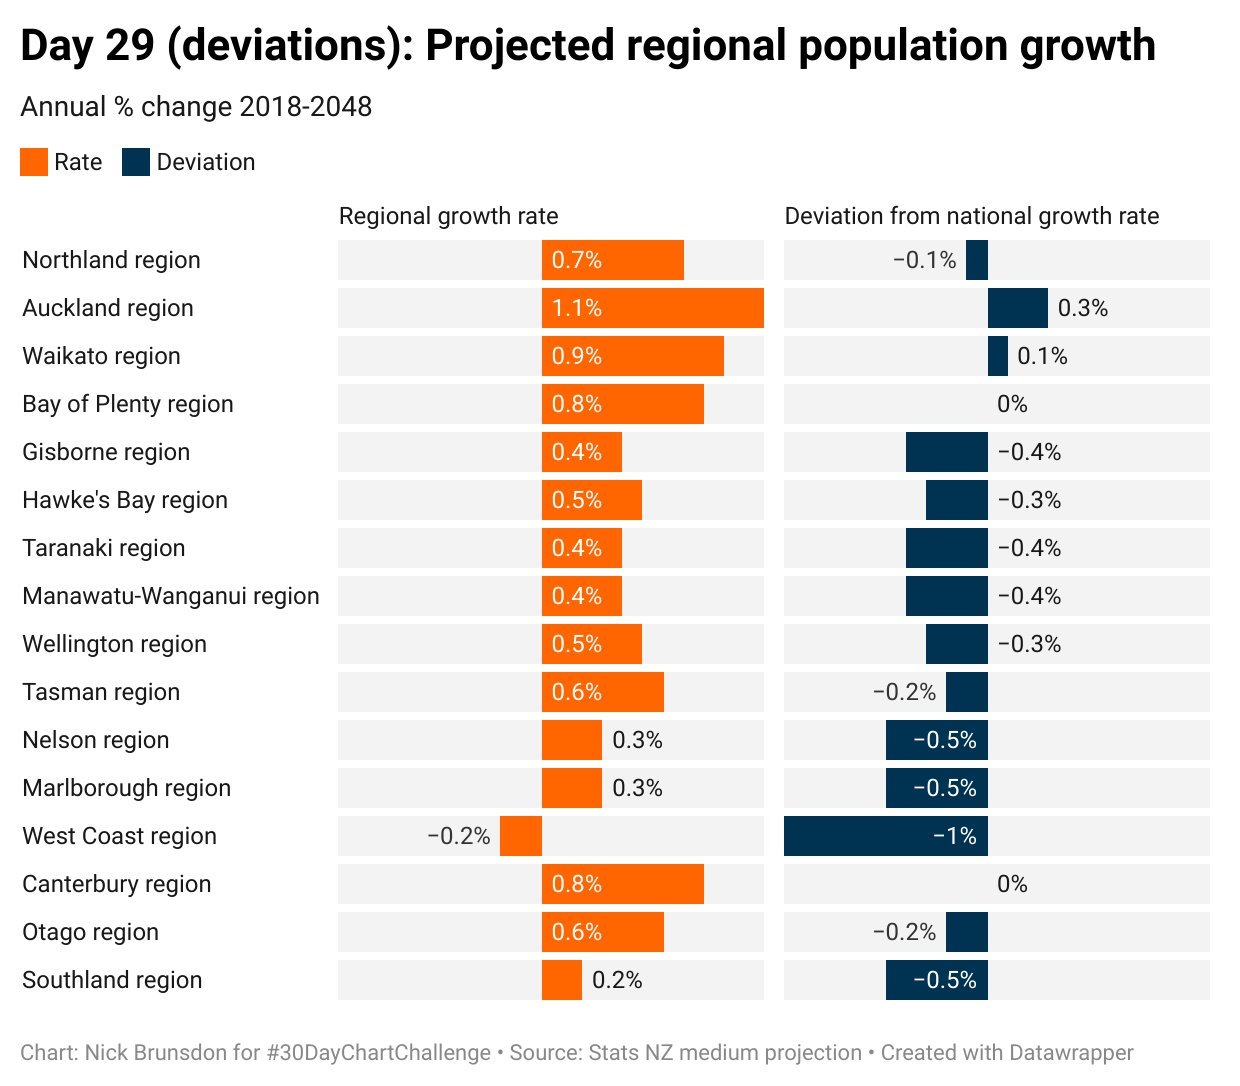 Day 29 (deviations): Projected regional population growth
Annual % change 2018-2048
Rate Deviation
Regional growth rate Deviation from national growth rate
Northland region 0.7% −0.1%
Auckland region 1.1% 0.3%
Waikato region 0.9% 0.1%
Bay of Plenty region 0.8% 0%
Gisborne region 0.4% −0.4%
Hawke's Bay region 0.5% −0.3%
Taranaki region 0.4% −0.4%
Manawatu-Wanganui region 0.4% −0.4%
Wellington region 0.5% −0.3%
Tasman region 0.6% −0.2%
Nelson region 0.3% −0.5%
Marlborough region 0.3% −0.5%
West Coast region −0.2% −1%
Canterbury region 0.8% 0%
Otago region 0.6% −0.2%
Southland region 0.2% −0.5%
Chart: Nick Brunsdon for #30DayChartChallenge • Source: Stats NZ medium projection • Created with Datawrapper